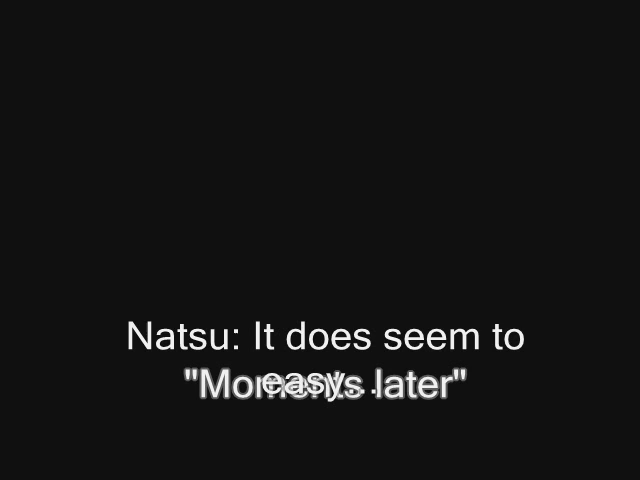 Natsu: It does seem to
easy...
"Moments later"